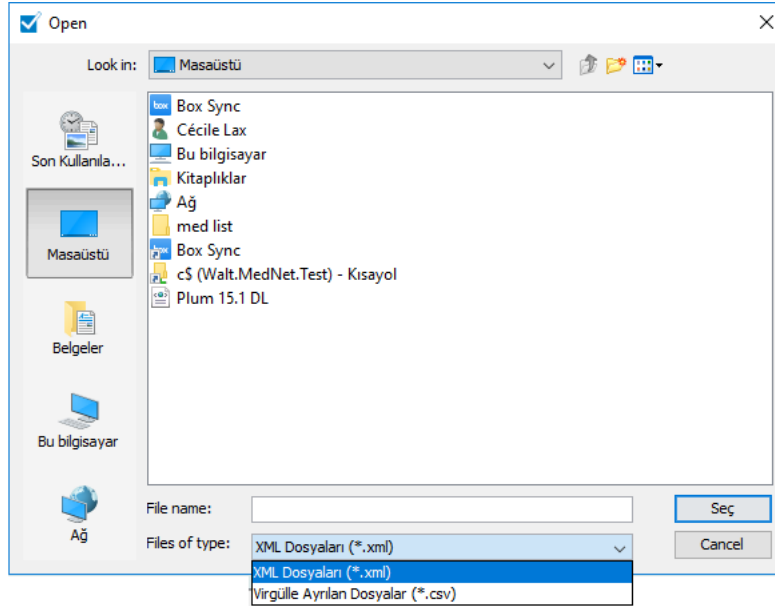 Open
Look in:
Masaüstü
Son Kullanıla...
Masaüstü
Belgeler
Bu bilgisayar
Ağ
box Box Sync
Cécile Lax
Bu bilgisayar
Kitaplıklar
Ağ
med list
Box Sync
c$ (Walt.MedNet.Test) - Kısayol
Plum 15.1 DL
File name:
Seç
Files of type:
XML Dosyaları (*.xml)
Cancel
XML Dosyaları (*.xml)
Virgülle Ayrılan Dosyalar (*.csv)